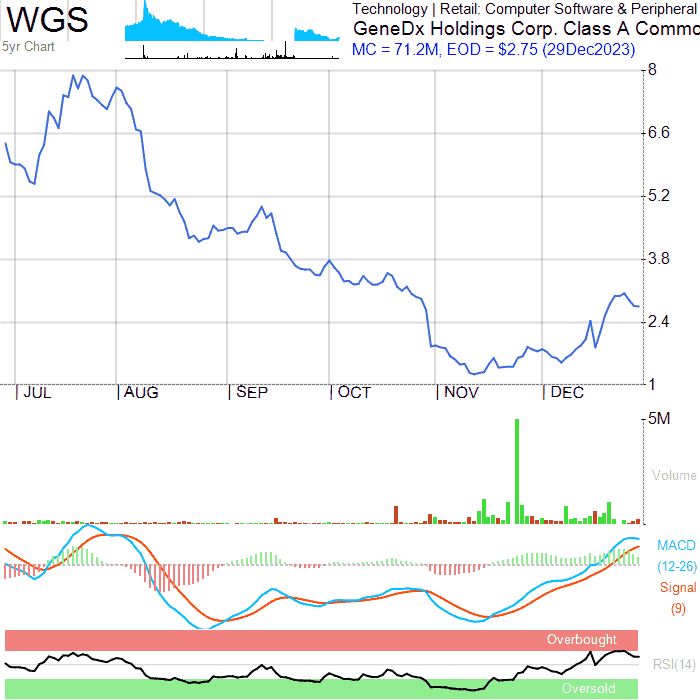 WGS
5yr Chart
Technology | Retail: Computer Software & Peripheral
GeneDx Holdings Corp. Class A Commo
MC = 71.2M, EOD = $2.75 (29Dec2023)
8
6.6
5.2
3.8
2.4
1
JUL AUG SEP OCT NOV DEC
5M
Volume
MACD
(12-26)
Signal
(9)
Overbought
RSI(14)
Oversold